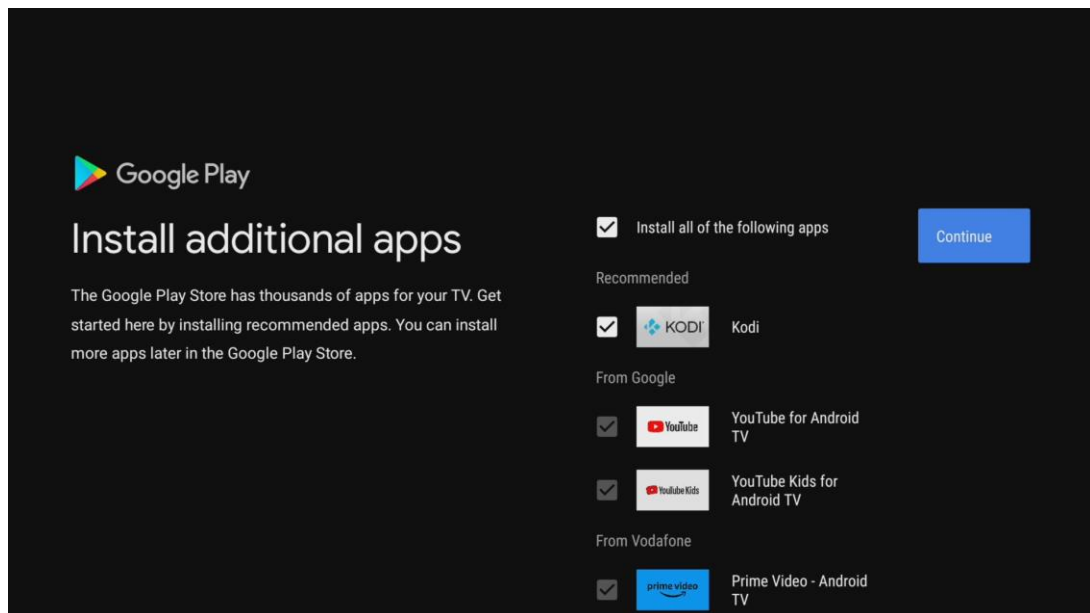 Google Play
Install additional apps
The Google Play Store has thousands of apps for your TV. Get
started here by installing recommended apps. You can install
more apps later in the Google Play Store.
Install all of the following apps
Continue
Recommended
KODI
Kodi
From Google
YouTube
YouTube for Android
TV
YouTube Kids
YouTube Kids for
Android TV
From Vodafone
prime video
Prime Video - Android
TV